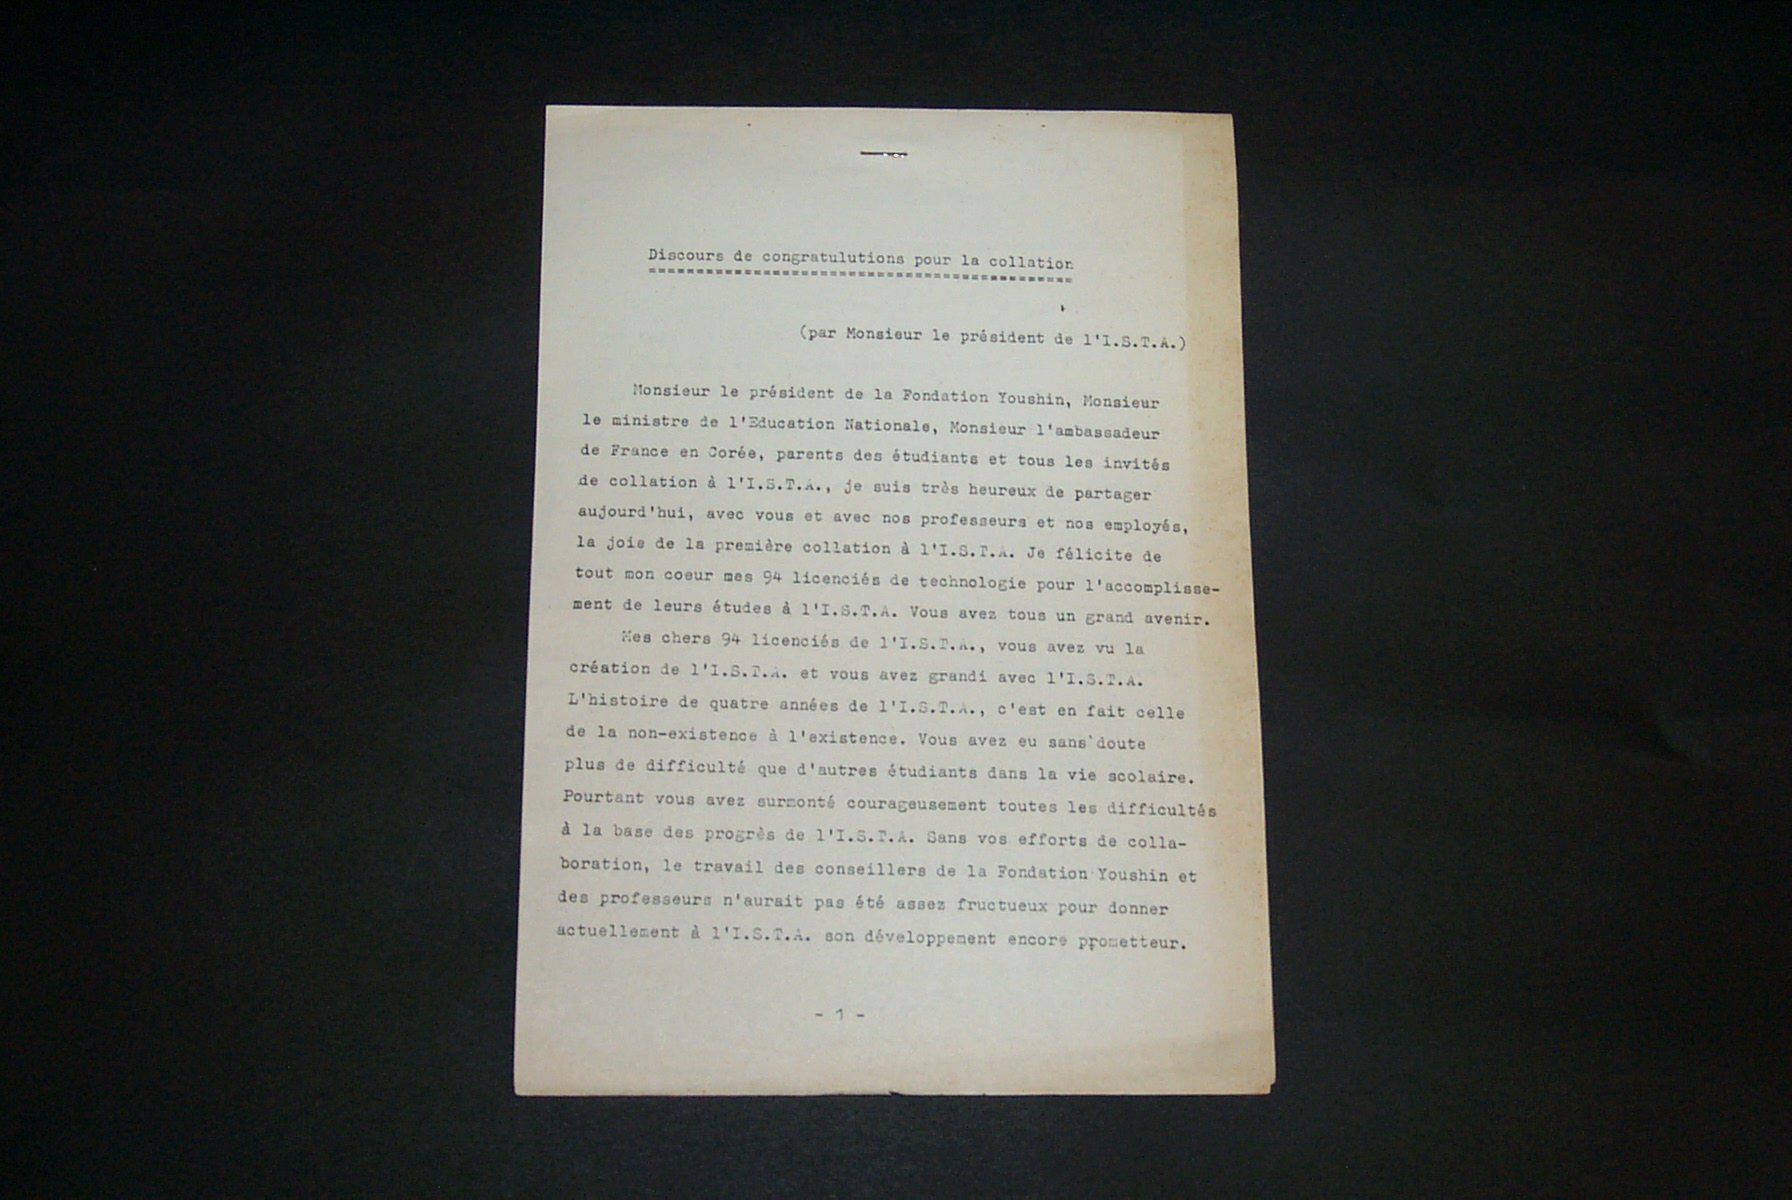 Discours de congratulutions pour la collation
=============================================
(par Monsieur le président de l'I.S.T.A.)
Monsieur le président de la Fondation Youshin, Monsieur
le ministre de l'Education Nationale, Monsieur l'ambassadeur
de France en Corée, parents des étudiants et tous les invités
de collation à l'I.S.T.A., je suis très heureux de partager
aujourd'hui, avec vous et avec nos professeurs et nos employés,
la joie de la première collation à l'I.S.T.A. Je félicite de
tout mon coeur mes 94 licenciés de technologie pour l'accomplisse-
ment de leurs études à l'I.S.T.A. Vous avez tous un grand avenir.
Mes chers 94 licenciés de l'I.S.T.A., vous avez vu la
création de l'I.S.T.A. et vous avez grandi avec l'I.S.T.A.
L'histoire de quatre années de l'I.S.T.A., c'est en fait celle
de la non-existence à l'existence. Vous avez eu sans doute
plus de difficulté que d'autres étudiants dans la vie scolaire.
Pourtant vous avez surmonté courageusement toutes les difficultés
à la base des progrès de l'I.S.T.A. Sans vos efforts de colla-
boration, le travail des conseillers de la Fondation Youshin et
des professeurs n'aurait pas été assez fructueux pour donner
actuellement à l'I.S.T.A. son développement encore prometteur.
- 1 -